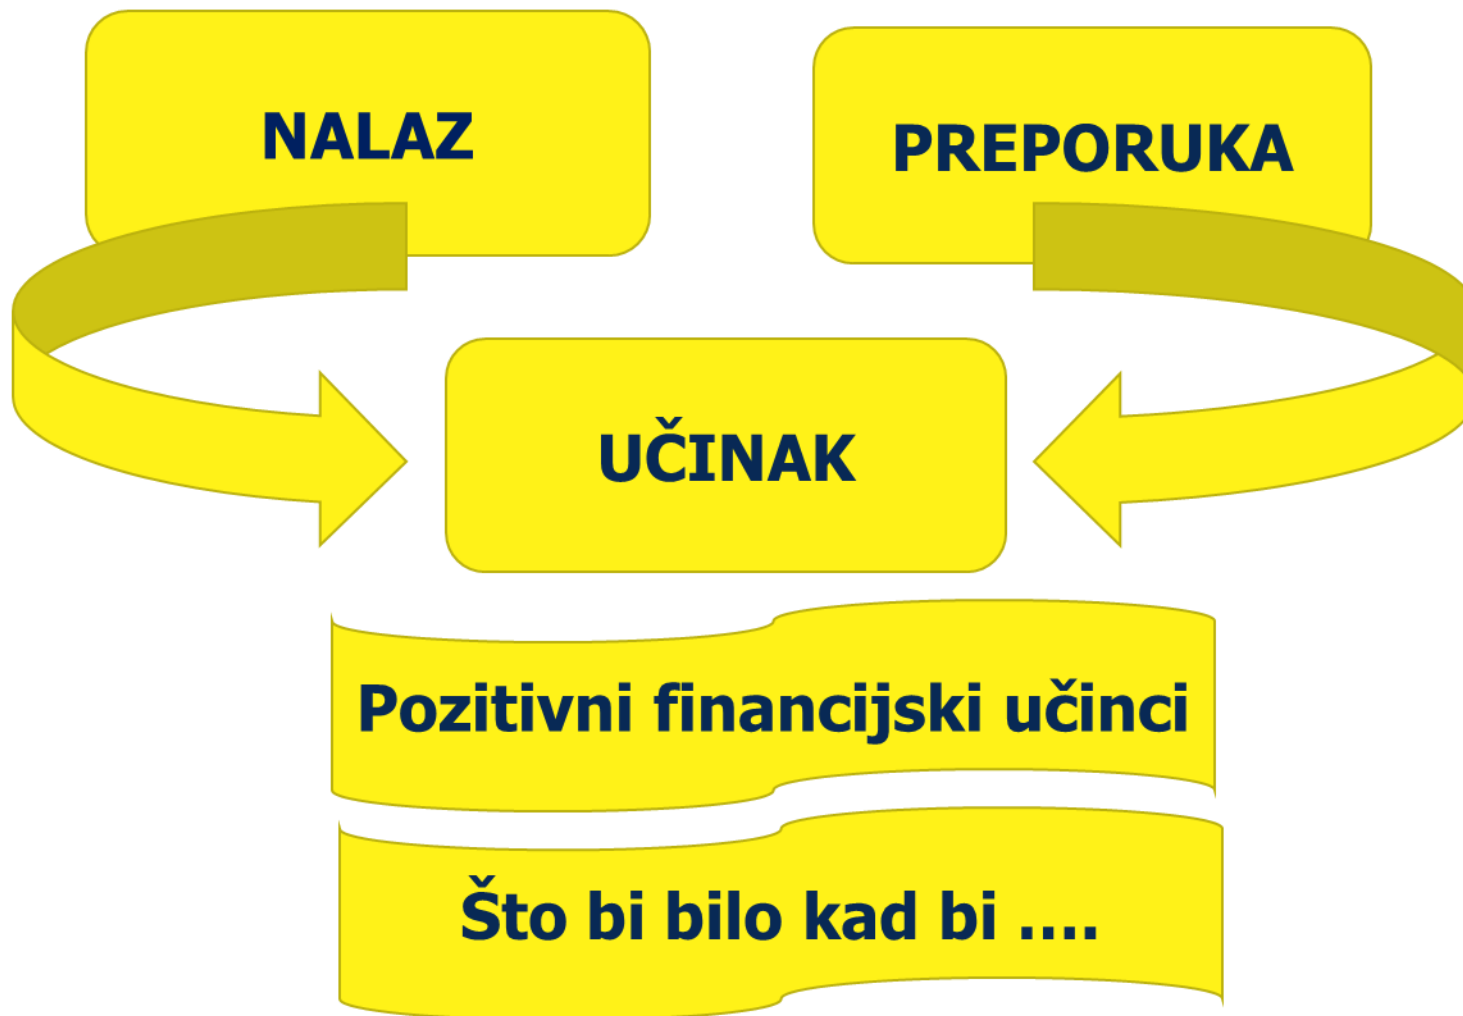 NALAZ
PREPORUKA
UČINAK
Pozitivni financijski učinci
Što bi bilo kad bi ....